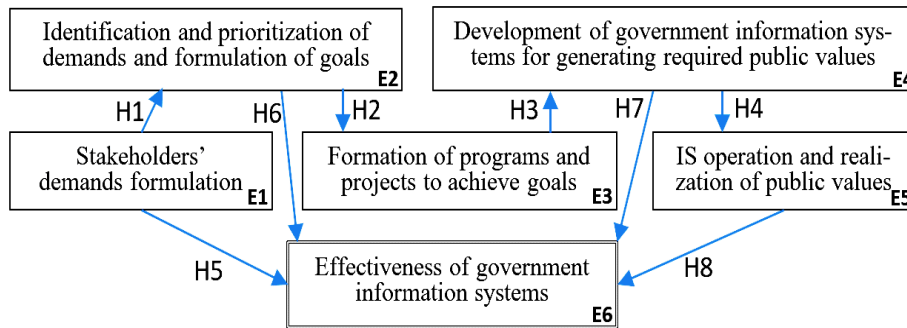 Identification and prioritization of
demands and formulation of goals
E2
Development of government information sys-
tems for generating required public values
E4
H1
H6
H2
H3
H7
H4
Stakeholders'
demands formulation
E1
Formation of programs and
projects to achieve goals
E3
IS operation and reali-
zation of public values
E5
H5
Effectiveness of government
information systems
E6
H8